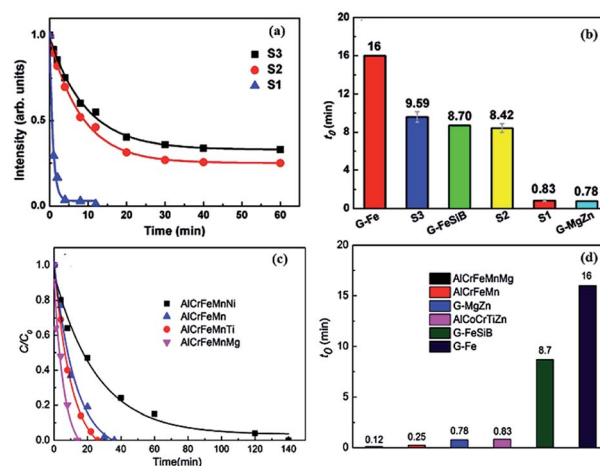 (a)
S3
S2
S1
Intensity (arb. units)
1.0
0.5
0.0
0 10 20 30 40 50 60
Time (min)
(b)
t0 (min)
20
16
12
8
4
0
16
9.59
8.70
8.42
0.83
0.78
G-Fe
S3
G-FeSiB
S2
S1
G-MgZn
(c)
AlCrFeMnNi
AlCrFeMn
AlCrFeMnTi
AlCrFeMnMg
C/C0
1.0
0.8
0.6
0.4
0.2
0.0
0 20 40 60 80 100 120 140
Time(min)
(d)
AlCrFeMnMg
AlCrFeMn
G-MgZn
AlCoCrTiZn
G-FeSiB
G-Fe
t0 (min)
20
15
10
5
0
0.12
0.25
0.78
0.83
8.7
16